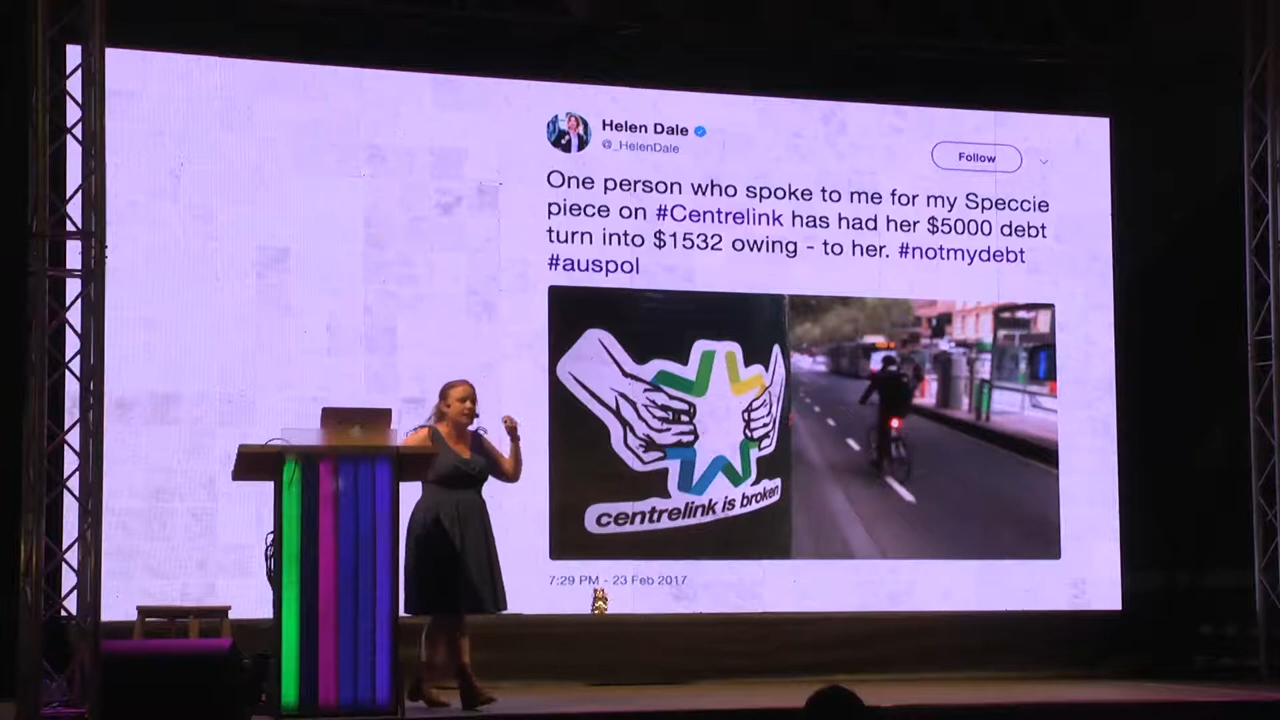 Helen Dale
@_HelenDale
Follow
One person who spoke to me for my Speccie
piece on #Centrelink has had her $5000 debt
turn into $1532 owing - to her. #notmydebt
#auspol
centrelink is broken
7:29 PM - 23 Feb 2017